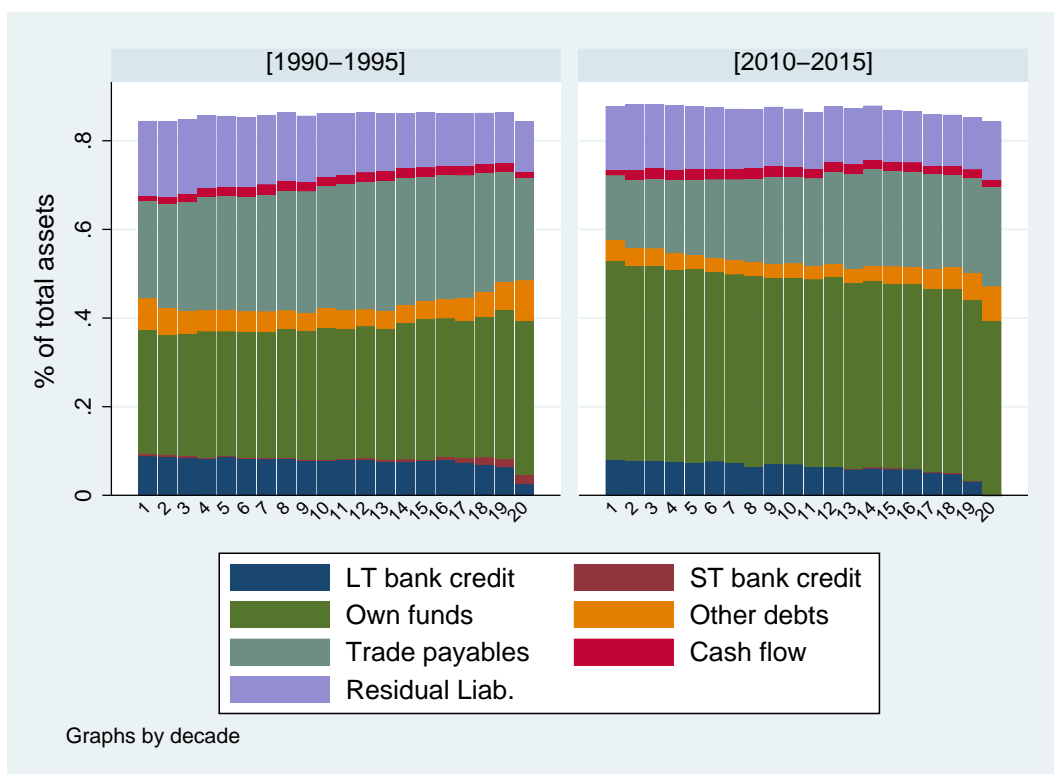 [1990−1995]
[2010−2015]
% of total assets
.8
.6
.4
.2
0
1 2 3 4 5 6 7 8 9 10 11 12 13 14 15 16 17 18 19 20
1 2 3 4 5 6 7 8 9 10 11 12 13 14 15 16 17 18 19 20
LT bank credit
ST bank credit
Own funds
Other debts
Trade payables
Cash flow
Residual Liab.
Graphs by decade